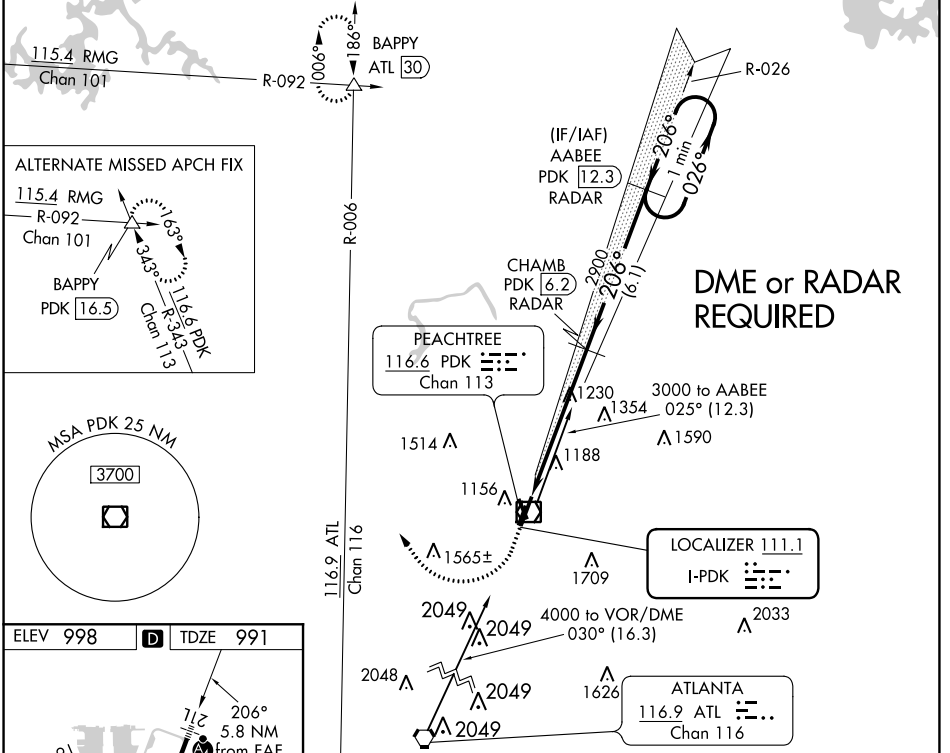 115.4 RMG
Chan 101
R-092
006°
186°
BAPPY
ATL 30
R-026
(IF/IAF)
AABEE
PDK 12.3
RADAR
206°
1 min
026°
ALTERNATE MISSED APCH FIX
115.4 RMG
R-092
Chan 101
163°
343°
BAPPY
PDK 16.5
116.6 PDK
R-343
Chan 113
R-006
CHAMB
PDK 6.2
RADAR
2900
206°
(6.1)
DME or RADAR
REQUIRED
PEACHTREE
116.6 PDK
Chan 113
1230
1354
3000 to AABEE
025° (12.3)
1590
1514
1188
1156
MSA PDK 25 NM
3700
116.9 ATL
Chan 116
1565±
1709
LOCALIZER 111.1
I-PDK
2033
2049
2049
4000 to VOR/DME
030° (16.3)
2048
2049
1626
2049
ATLANTA
116.9 ATL
Chan 116
ELEV 998
D
TDZE 991
21L
206°
5.8 NM
from FAF